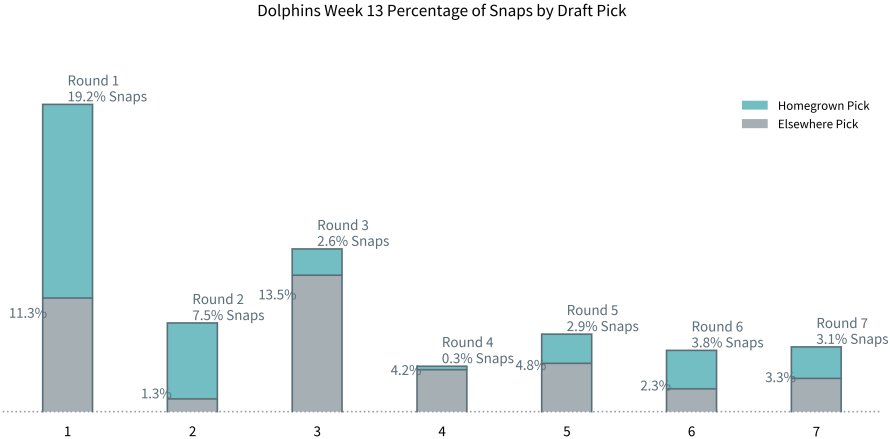 Dolphins Week 13 Percentage of Snaps by Draft Pick
Round 1
19.2% Snaps
Homegrown Pick
Elsewhere Pick
Round 3
2.6% Snaps
13.5%
Round 2
7.5% Snaps
11.3%
Round 5
2.9% Snaps
Round 4
0.3% Snaps
Round 6
3.8% Snaps
Round 7
3.1% Snaps
4.2%
4.8%
1.3%
2.3%
3.3%
1 2 3 4 5 6 7